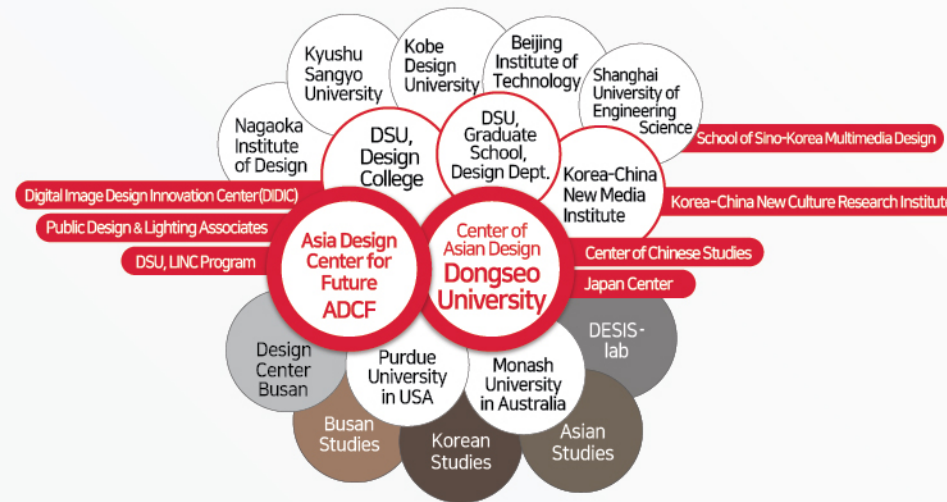 Kyushu
Sangyo
University
Kobe
Design
University
Beijing
Institute of
Technology
Shanghai
University of
Engineering
Science
Nagaoka
Institute
of Design
DSU,
Design
College
DSU,
Graduate
School,
Design Dept.
Korea-China
New Media
Institute
School of Sino-Korea Multimedia Design
Digital Image Design Innovation Center(DIDIC)
Korea-China New Culture Research Institute
Public Design & Lighting Associates
DSU, LINC Program
Asia Design
Center for
Future
ADCF
Center of
Asian Design
Dongseo
University
Center of Chinese Studies
Japan Center
Design
Center
Busan
Purdue
University
in USA
Monash
University
in Australia
DESIS-
lab
Busan
Studies
Korean
Studies
Asian
Studies